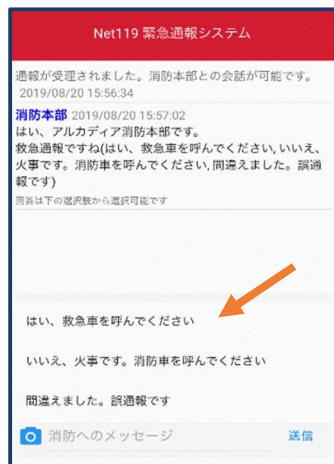 Net119 緊急通報システム
通報が受理されました。消防本部との会話が可能です。
2019/08/20 15:56:34
消防本部 2019/08/20 15:57:02
はい、アルカディア消防本部です。
救急通報ですね(はい、救急車を呼んでください, いいえ、
火事です。消防車を呼んでください, 間違えました。誤通
報です)
回答は下の選択肢から選択可能です
はい、救急車を呼んでください
いいえ、火事です。消防車を呼んでください
間違えました。誤通報です
消防へのメッセージ 送信